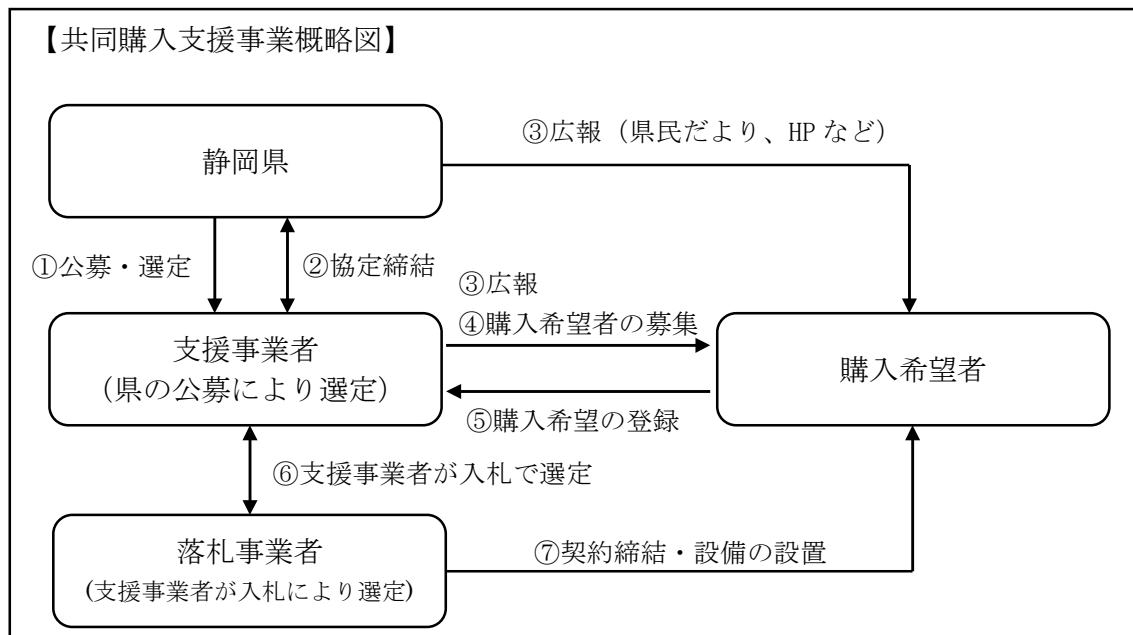 【共同購入支援事業概略図】
静岡県
③広報（県民だより、HP など）
①公募・選定
②協定締結
③広報
④購入希望者の募集
支援事業者
（県の公募により選定）
購入希望者
⑤購入希望の登録
⑥支援事業者が入札で選定
落札事業者
(支援事業者が入札により選定)
⑦契約締結・設備の設置